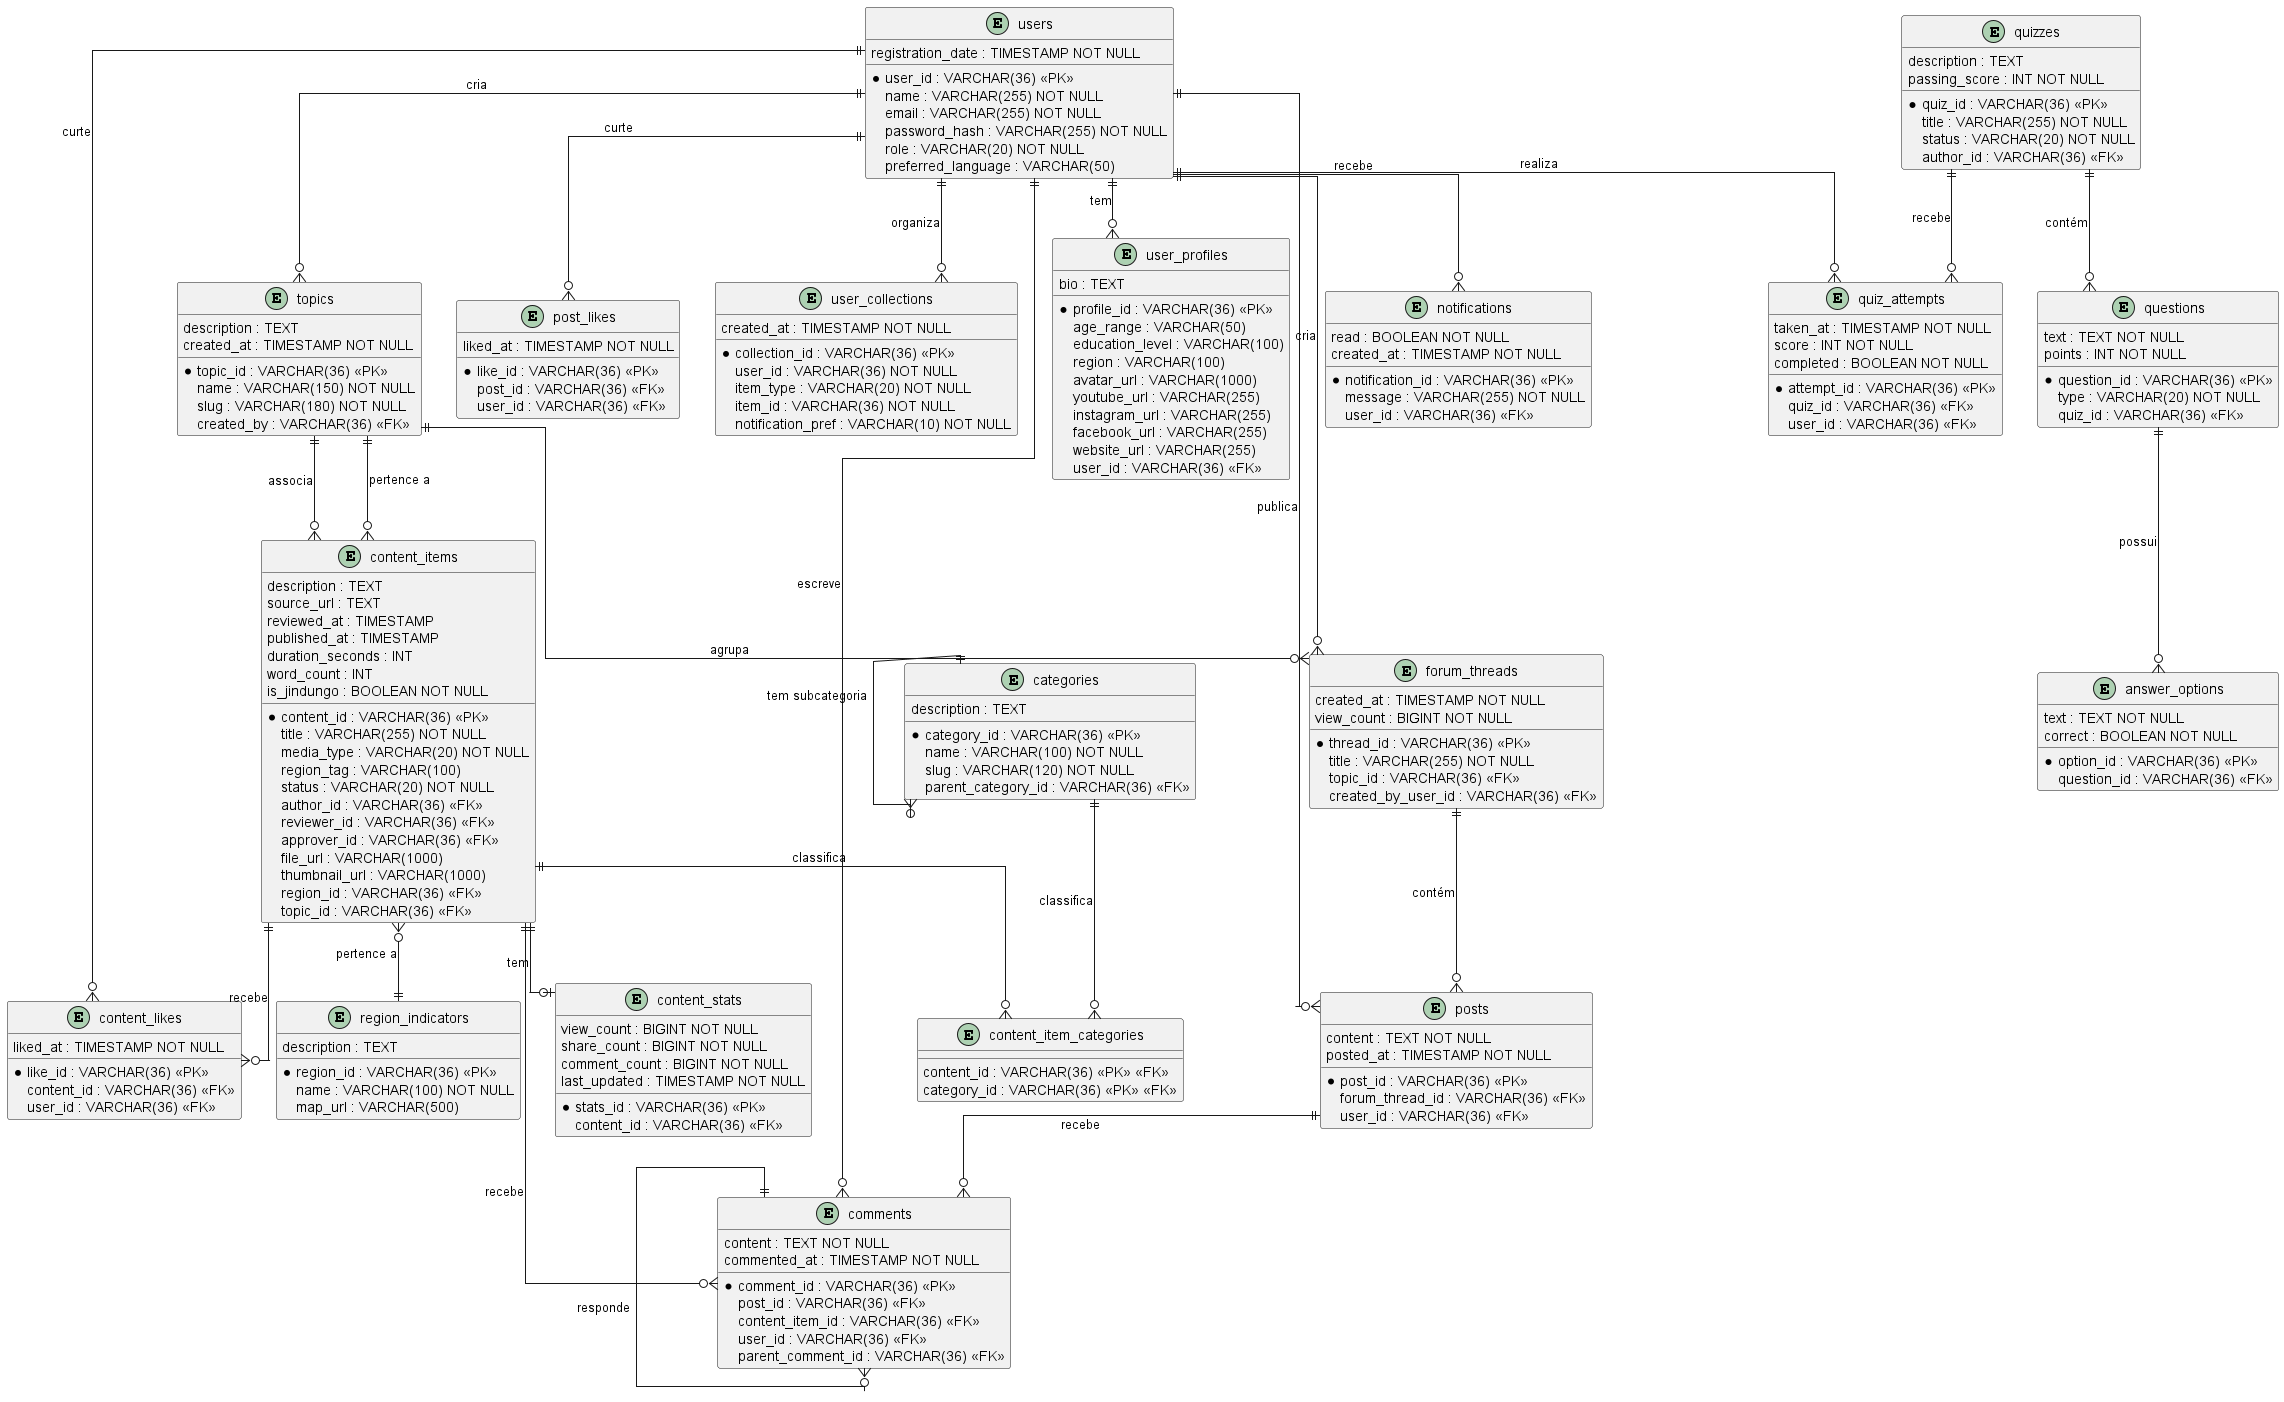 E users
registration_date : TIMESTAMP NOT NULL
user_id : VARCHAR(36) «PK»
name : VARCHAR(255) NOT NULL
email : VARCHAR(255) NOT NULL
password_hash : VARCHAR(255) NOT NULL
role : VARCHAR(20) NOT NULL
preferred_language : VARCHAR(50)
E quizzes
description : TEXT
passing_score : INT NOT NULL
quiz_id : VARCHAR(36) «PK»
title : VARCHAR(255) NOT NULL
status : VARCHAR(20) NOT NULL
author_id : VARCHAR(36) «FK»
cria
curte
curte
recebe
realiza
organiza
tem
recebe
contém
E topics
description : TEXT
created_at : TIMESTAMP NOT NULL
topic_id : VARCHAR(36) «PK»
name : VARCHAR(150) NOT NULL
slug : VARCHAR(180) NOT NULL
created_by : VARCHAR(36) «FK»
E post_likes
liked_at : TIMESTAMP NOT NULL
like_id : VARCHAR(36) «PK»
post_id : VARCHAR(36) «FK»
user_id : VARCHAR(36) «FK»
E user_collections
created_at : TIMESTAMP NOT NULL
collection_id : VARCHAR(36) «PK»
user_id : VARCHAR(36) NOT NULL
item_type : VARCHAR(20) NOT NULL
item_id : VARCHAR(36) NOT NULL
notification_pref : VARCHAR(10) NOT NULL
E user_profiles
bio : TEXT
profile_id : VARCHAR(36) «PK»
age_range : VARCHAR(50)
education_level : VARCHAR(100)
region : VARCHAR(100)
avatar_url : VARCHAR(1000)
youtube_url : VARCHAR(255)
instagram_url : VARCHAR(255)
facebook_url : VARCHAR(255)
website_url : VARCHAR(255)
user_id : VARCHAR(36) «FK»
E notifications
read : BOOLEAN NOT NULL
created_at : TIMESTAMP NOT NULL
notification_id : VARCHAR(36) «PK»
message : VARCHAR(255) NOT NULL
user_id : VARCHAR(36) «FK»
cria
E quiz_attempts
taken_at : TIMESTAMP NOT NULL
score : INT NOT NULL
completed : BOOLEAN NOT NULL
attempt_id : VARCHAR(36) «PK»
quiz_id : VARCHAR(36) «FK»
user_id : VARCHAR(36) «FK»
E questions
text : TEXT NOT NULL
points : INT NOT NULL
question_id : VARCHAR(36) «PK»
type : VARCHAR(20) NOT NULL
quiz_id : VARCHAR(36) «FK»
associa
pertence a
publica
possui
escreve
E content_items
description : TEXT
source_url : TEXT
reviewed_at : TIMESTAMP
published_at : TIMESTAMP
duration_seconds : INT
word_count : INT
is_jindungo : BOOLEAN NOT NULL
content_id : VARCHAR(36) «PK»
title : VARCHAR(255) NOT NULL
media_type : VARCHAR(20) NOT NULL
region_tag : VARCHAR(100)
status : VARCHAR(20) NOT NULL
author_id : VARCHAR(36) «FK»
reviewer_id : VARCHAR(36) «FK»
approver_id : VARCHAR(36) «FK»
file_url : VARCHAR(1000)
thumbnail_url : VARCHAR(1000)
region_id : VARCHAR(36) «FK»
topic_id : VARCHAR(36) «FK»
agrupa
tem subcategoria
E categories
description : TEXT
category_id : VARCHAR(36) «PK»
name : VARCHAR(100) NOT NULL
slug : VARCHAR(120) NOT NULL
parent_category_id : VARCHAR(36) «FK»
E forum_threads
created_at : TIMESTAMP NOT NULL
view_count : BIGINT NOT NULL
thread_id : VARCHAR(36) «PK»
title : VARCHAR(255) NOT NULL
topic_id : VARCHAR(36) «FK»
created_by_user_id : VARCHAR(36) «FK»
E answer_options
text : TEXT NOT NULL
correct : BOOLEAN NOT NULL
option_id : VARCHAR(36) «PK»
question_id : VARCHAR(36) «FK»
classifica
classifica
contém
pertence a
tem
recebe
E content_likes
liked_at : TIMESTAMP NOT NULL
like_id : VARCHAR(36) «PK»
content_id : VARCHAR(36) «FK»
user_id : VARCHAR(36) «FK»
E region_indicators
description : TEXT
region_id : VARCHAR(36) «PK»
name : VARCHAR(100) NOT NULL
map_url : VARCHAR(500)
E content_stats
view_count : BIGINT NOT NULL
share_count : BIGINT NOT NULL
comment_count : BIGINT NOT NULL
last_updated : TIMESTAMP NOT NULL
stats_id : VARCHAR(36) «PK»
content_id : VARCHAR(36) «FK»
E content_item_categories
content_id : VARCHAR(36) «PK» «FK»
category_id : VARCHAR(36) «PK» «FK»
E posts
content : TEXT NOT NULL
posted_at : TIMESTAMP NOT NULL
post_id : VARCHAR(36) «PK»
forum_thread_id : VARCHAR(36) «FK»
user_id : VARCHAR(36) «FK»
recebe
recebe
responde
E comments
content : TEXT NOT NULL
commented_at : TIMESTAMP NOT NULL
comment_id : VARCHAR(36) «PK»
post_id : VARCHAR(36) «FK»
content_item_id : VARCHAR(36) «FK»
user_id : VARCHAR(36) «FK»
parent_comment_id : VARCHAR(36) «FK»